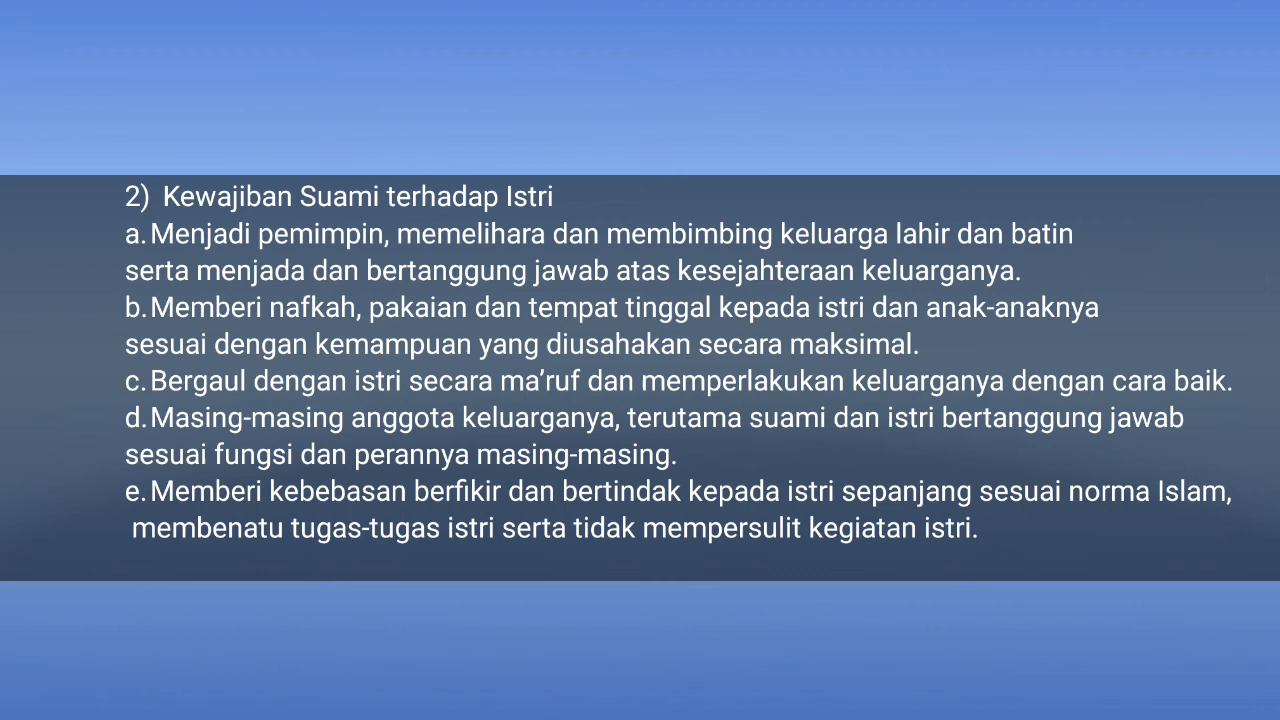 2) Kewajiban Suami terhadap Istri
a. Menjadi pemimpin, memelihara dan membimbing keluarga lahir dan batin
serta menjada dan bertanggung jawab atas kesejahteraan keluarganya.
b. Memberi nafkah, pakaian dan tempat tinggal kepada istri dan anak-anaknya
sesuai dengan kemampuan yang diusahakan secara maksimal.
c. Bergaul dengan istri secara ma’ruf dan memperlakukan keluarganya dengan cara baik.
d. Masing-masing anggota keluarganya, terutama suami dan istri bertanggung jawab
sesuai fungsi dan perannya masing-masing.
e. Memberi kebebasan berfikir dan bertindak kepada istri sepanjang sesuai norma Islam,
membenatu tugas-tugas istri serta tidak mempersulit kegiatan istri.